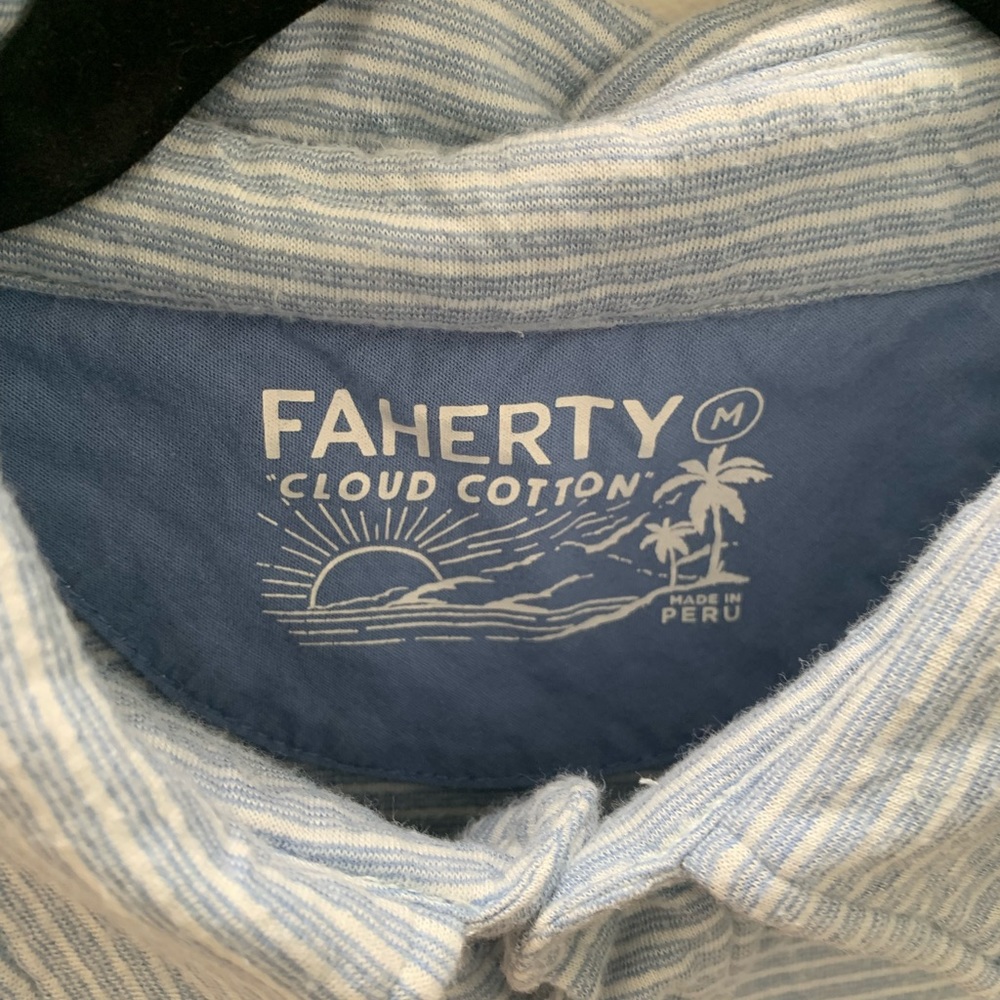 FAHERTY M
"CLOUD COTTON"
MADE IN
PERU